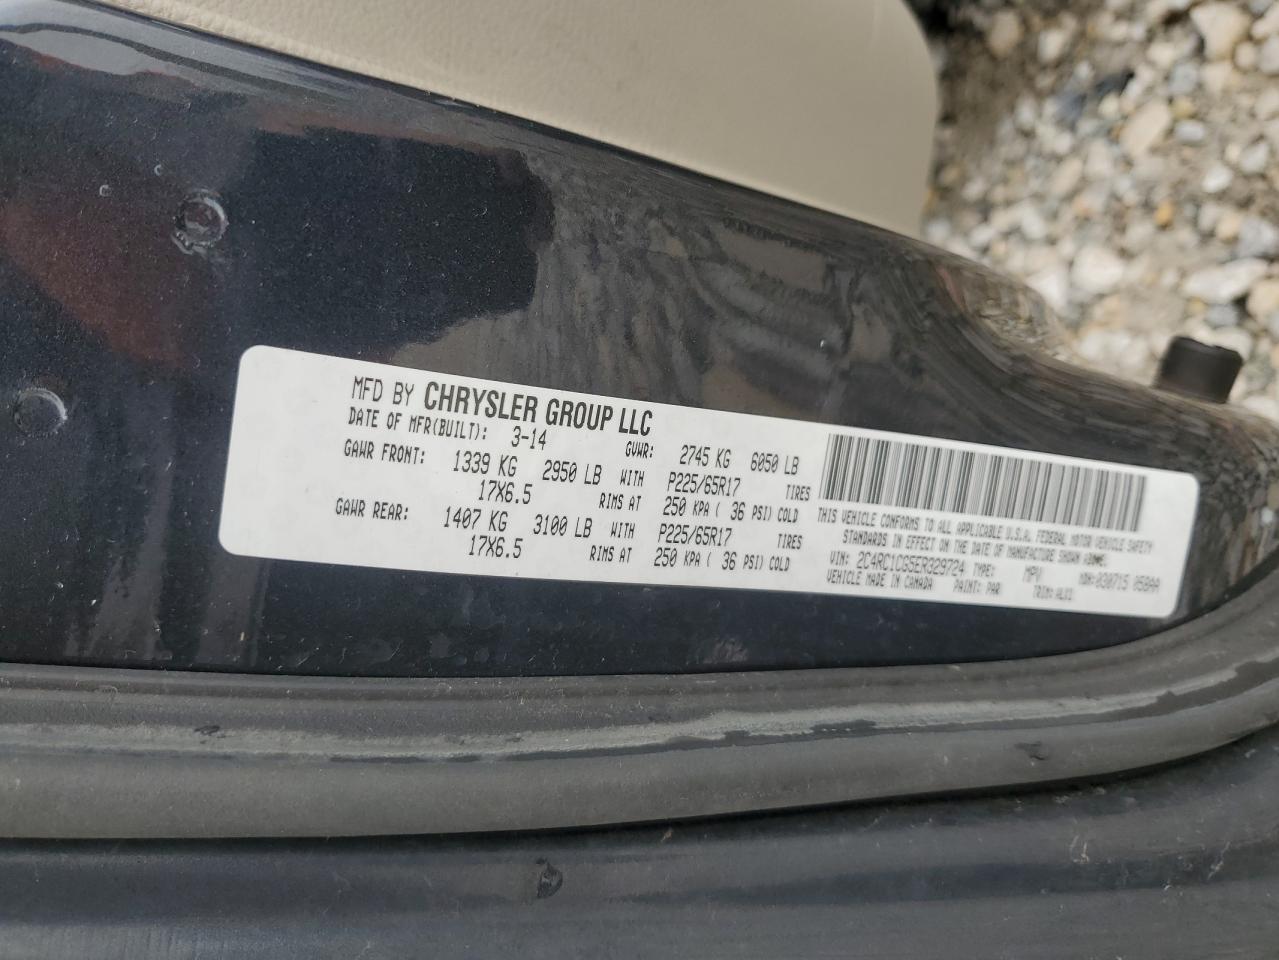 MFD BY CHRYSLER GROUP LLC
DATE OF MFR(BUILT): 3-14 GVWR: 2745 KG 6050 LB
GAWR FRONT: 1339 KG 2950 LB WITH P225/65R17 TIRES
17X6.5 RIMS AT 250 KPA ( 36 PSI) COLD
GAWR REAR: 1407 KG 3100 LB WITH P225/65R17 TIRES
17X6.5 RIMS AT 250 KPA ( 36 PSI) COLD
THIS VEHICLE CONFORMS TO ALL APPLICABLE U.S.A. FEDERAL MOTOR VEHICLE SAFETY
STANDARDS IN EFFECT ON THE DATE OF MANUFACTURE SHOWN ABOVE.
VIN: 2C4RC1CG5ER329724 TYPE: MPV MDH:030715 058AA
VEHICLE MADE IN CANADA PAINT: PAR TRIM: